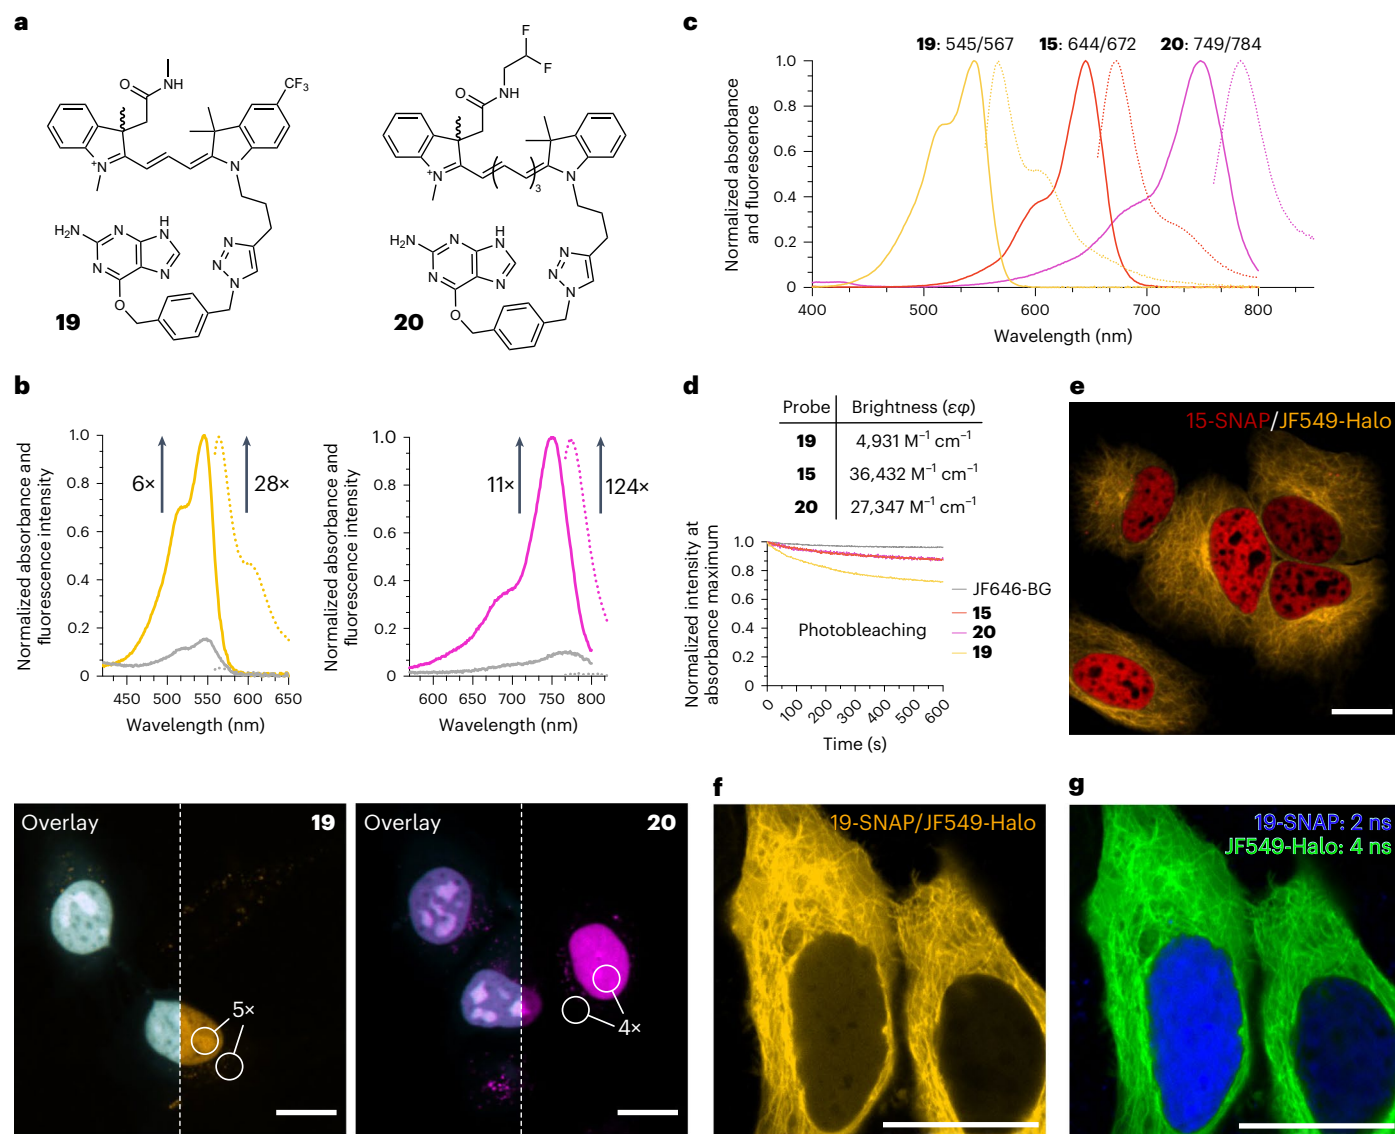 a
O
NH
CF₃
+N
N
H₂N
N
H
N
N
N
O
N
N
N
19
F
F
O
NH
+N
3
N
H₂N
N
H
N
N
N
O
N
N
N
20
b
Normalized absorbance and
fluorescence intensity
1.0
0.8
0.6
0.4
0.2
0
6×
28×
450 500 550 600 650
Wavelength (nm)
Normalized absorbance and
fluorescence intensity
1.0
0.8
0.6
0.4
0.2
0
11×
124×
600 650 700 750 800
Wavelength (nm)
Overlay 19
5×
Overlay 20
4×
c
19: 545/567 15: 644/672 20: 749/784
Normalized absorbance
and fluorescence
1.0
0.8
0.6
0.4
0.2
0
400 500 600 700 800
Wavelength (nm)
d
Probe Brightness (εφ)
19 4,931 M⁻¹ cm⁻¹
15 36,432 M⁻¹ cm⁻¹
20 27,347 M⁻¹ cm⁻¹
Normalized intensity at
absorbance maximum
1.0
0.8
0.6
0.4
0.2
0
Photobleaching
JF646-BG
15
20
19
0 100 200 300 400 500 600
Time (s)
e
15-SNAP/JF549-Halo
f
19-SNAP/JF549-Halo
g
19-SNAP: 2 ns
JF549-Halo: 4 ns